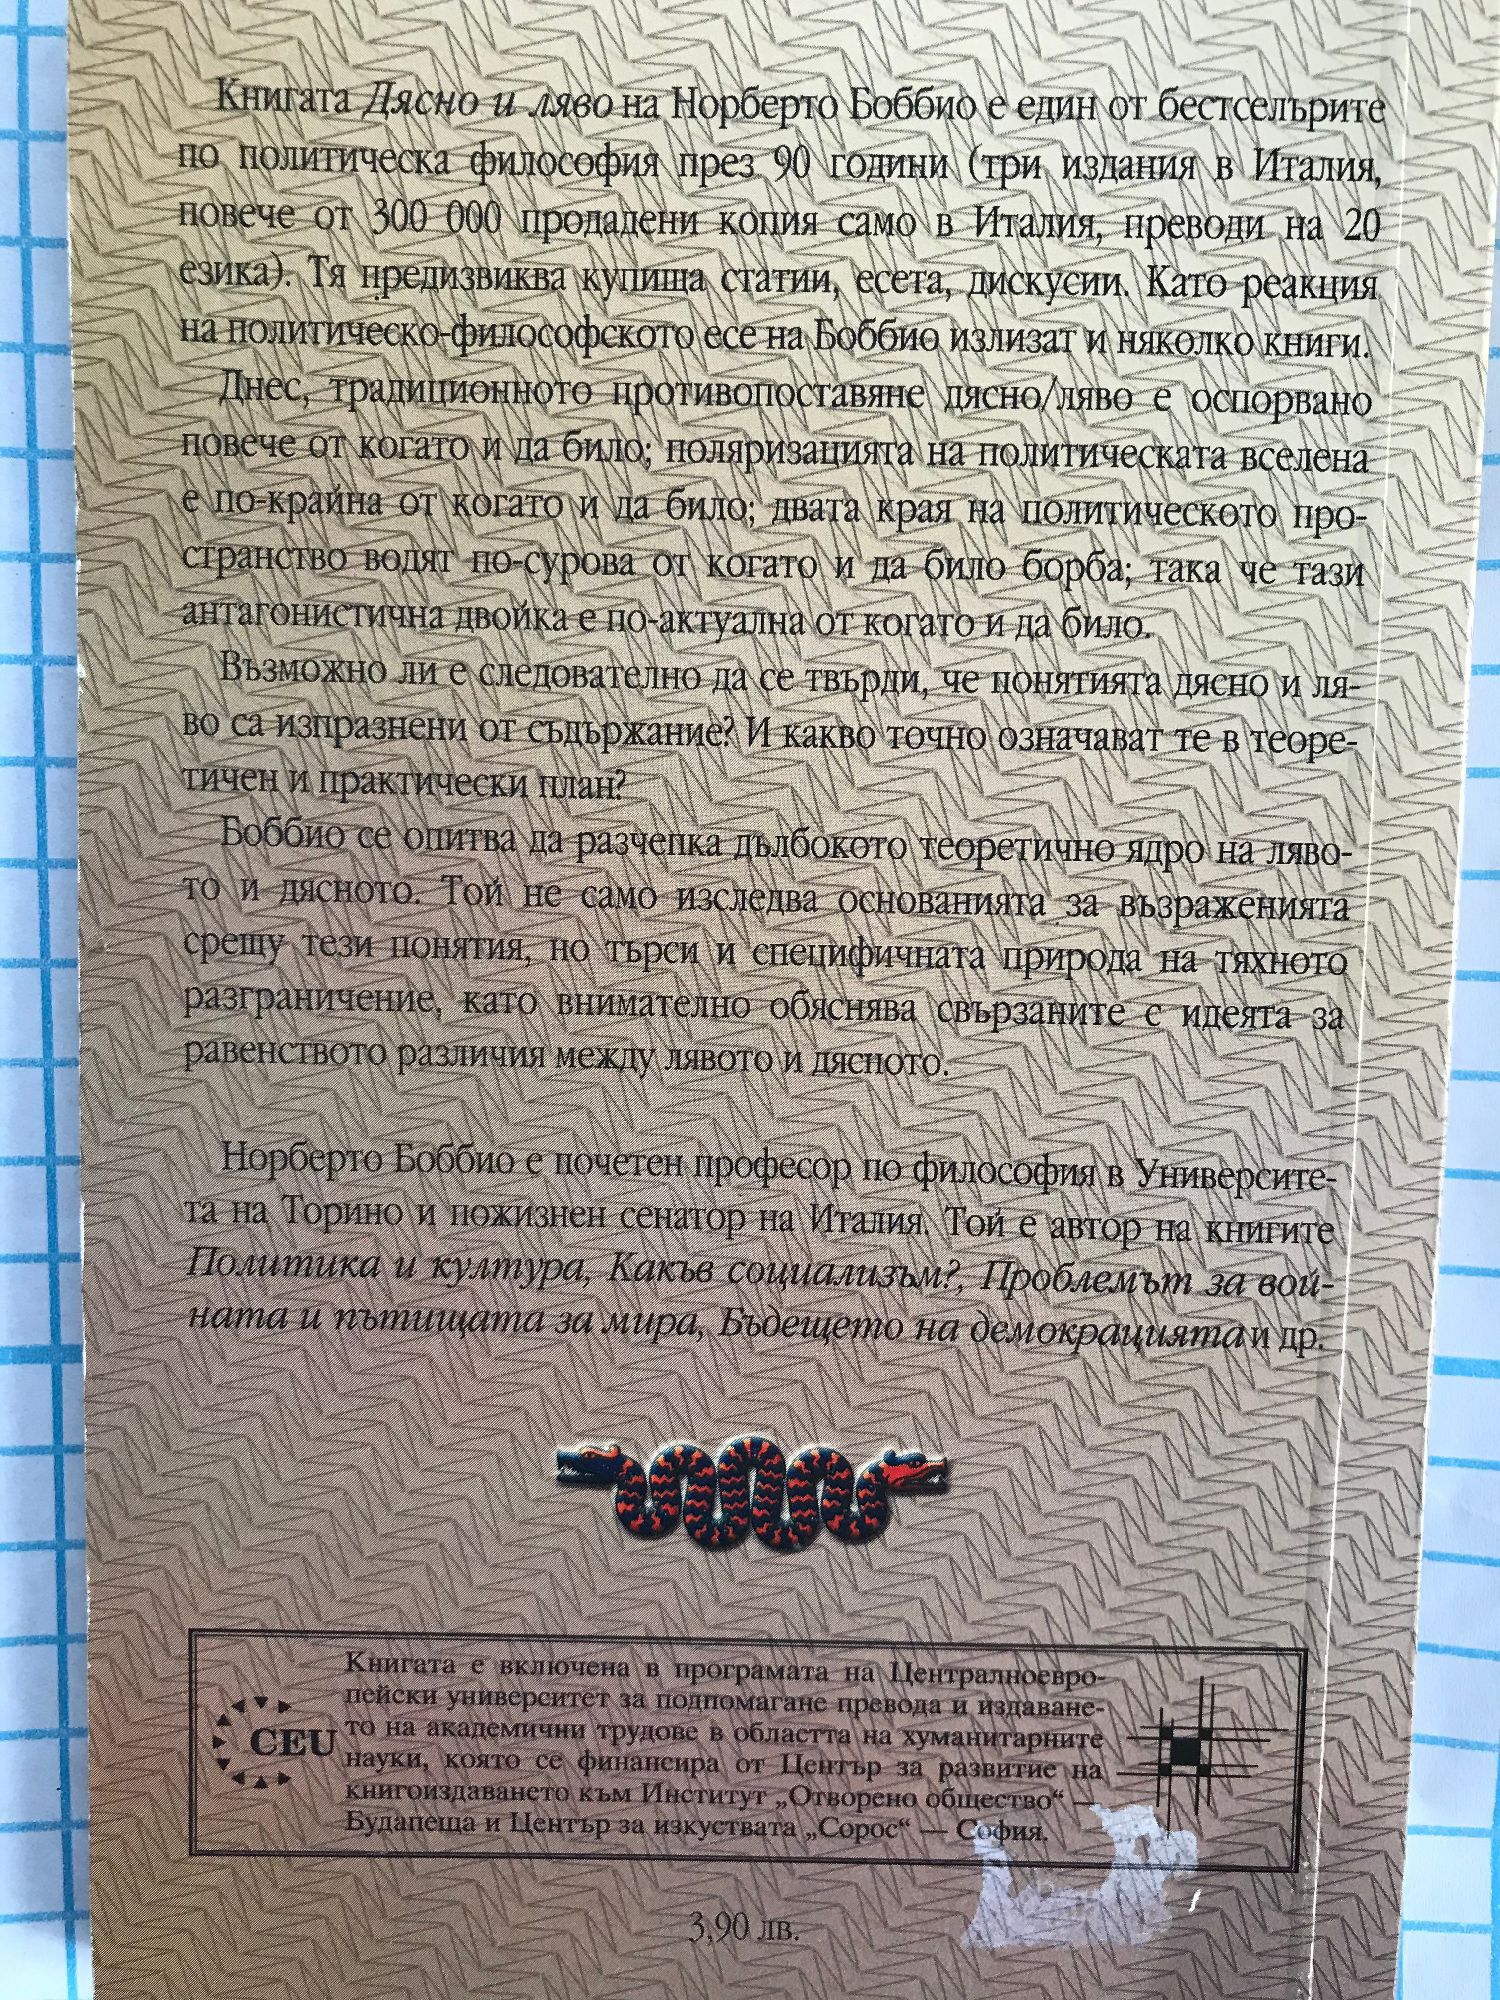 Книгата Дясно и ляво на Норберто Боббио е един от бестселърите
по политическа философия през 90 години (три издания в Италия,
повече от 300 000 продадени копия само в Италия, преводи на 20
езика). Тя предизвиква купища статии, есета, дискусии. Като реакция
на политическо-философското есе на Боббио излизат и няколко книги.
Днес, традиционното противопоставяне дясно/ляво е оспорвано
повече от когато и да било; поляризацията на политическата вселена
е по-крайна от когато и да било; двата края на политическото про-
странство водят по-сурова от когато и да било борба; така че тази
антагонистична двойка е по-актуална от когато и да било.
Възможно ли е следователно да се твърди, че понятията дясно и ля-
во са изпразнени от съдържание? И какво точно означават те в теоре-
тичен и практически план?
Боббио се опитва да разчепка дълбокото теоретично ядро на ляво-
то и дясното. Той не само изследва основанията за възраженията
срещу тези понятия, но търси и специфичната природа на тяхното
разграничение, като внимателно обяснява свързаните с идеята за
равенството различия между лявото и дясното.
Норберто Боббио е почетен професор по философия в Университе-
та на Торино и пожизнен сенатор на Италия. Той е автор на книгите
Политика и култура, Какъв социализъм?, Проблемът за вой-
ната и пътищата за мира, Бъдещето на демокрацията и др.
CEU
Книгата е включена в програмата на Централноевро-
пейски университет за подпомагане превода и издаване-
то на академични трудове в областта на хуманитарните
науки, която се финансира от Център за развитие на
книгоиздаването към Институт „Отворено общество“ —
Будапеща и Център за изкуствата „Сорос“ — София.
3,90 лв.